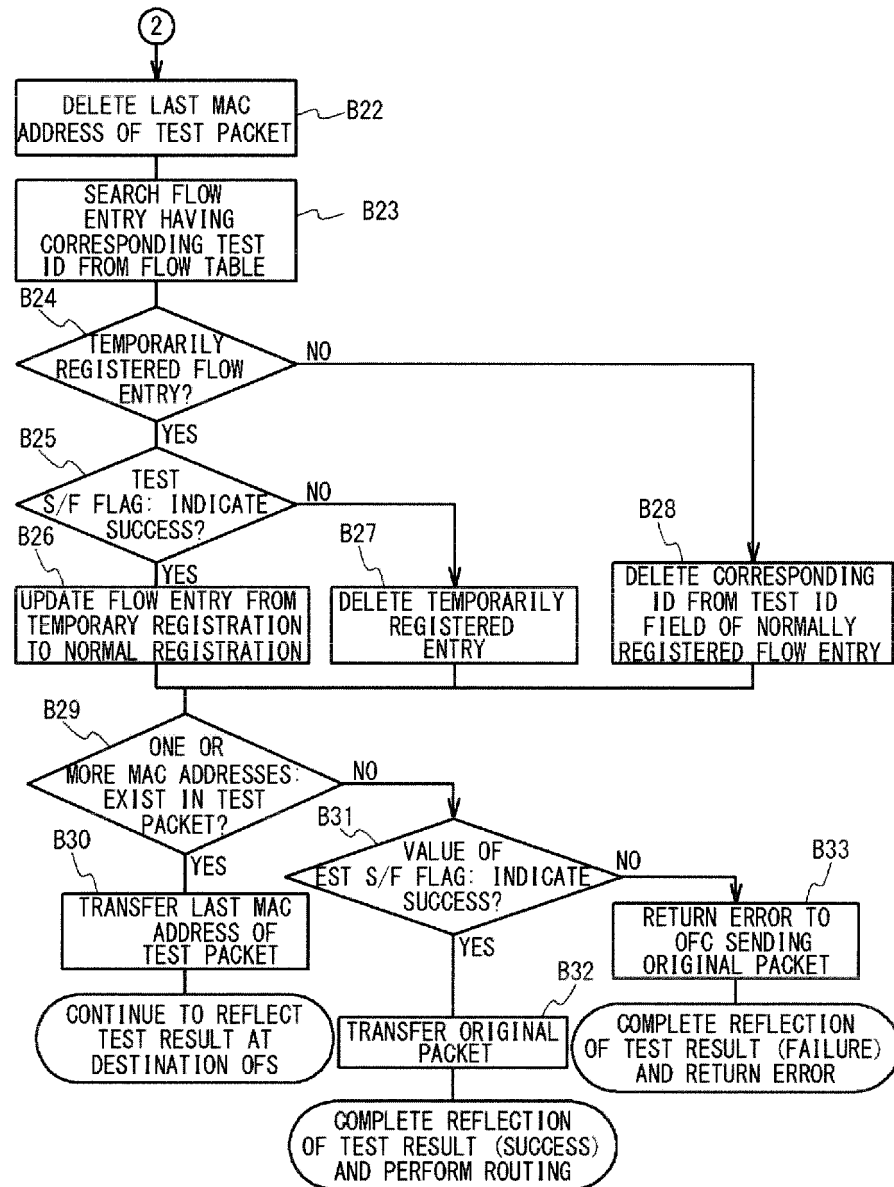 2
DELETE LAST MAC
ADDRESS OF TEST PACKET
B22
SEARCH FLOW
ENTRY HAVING
CORRESPONDING TEST
ID FROM FLOW TABLE
B23
B24
TEMPORARILY
REGISTERED FLOW
ENTRY?
NO
YES
B25
TEST
S/F FLAG: INDICATE
SUCCESS?
NO
YES
B26
UPDATE FLOW ENTRY FROM
TEMPORARY REGISTRATION
TO NORMAL REGISTRATION
B27
DELETE TEMPORARILY
REGISTERED
ENTRY
B28
DELETE CORRESPONDING
ID FROM TEST ID
FIELD OF NORMALLY
REGISTERED FLOW ENTRY
B29
ONE OR
MORE MAC ADDRESSES:
EXIST IN TEST
PACKET?
NO
YES
B30
TRANSFER LAST MAC
ADDRESS OF
TEST PACKET
CONTINUE TO REFLECT
TEST RESULT AT
DESTINATION OFS
B31
VALUE OF
EST S/F FLAG: INDICATE
SUCCESS?
NO
YES
B32
TRANSFER ORIGINAL
PACKET
COMPLETE REFLECTION
OF TEST RESULT (SUCCESS)
AND PERFORM ROUTING
B33
RETURN ERROR TO
OFC SENDING
ORIGINAL PACKET
COMPLETE REFLECTION
OF TEST RESULT (FAILURE)
AND RETURN ERROR